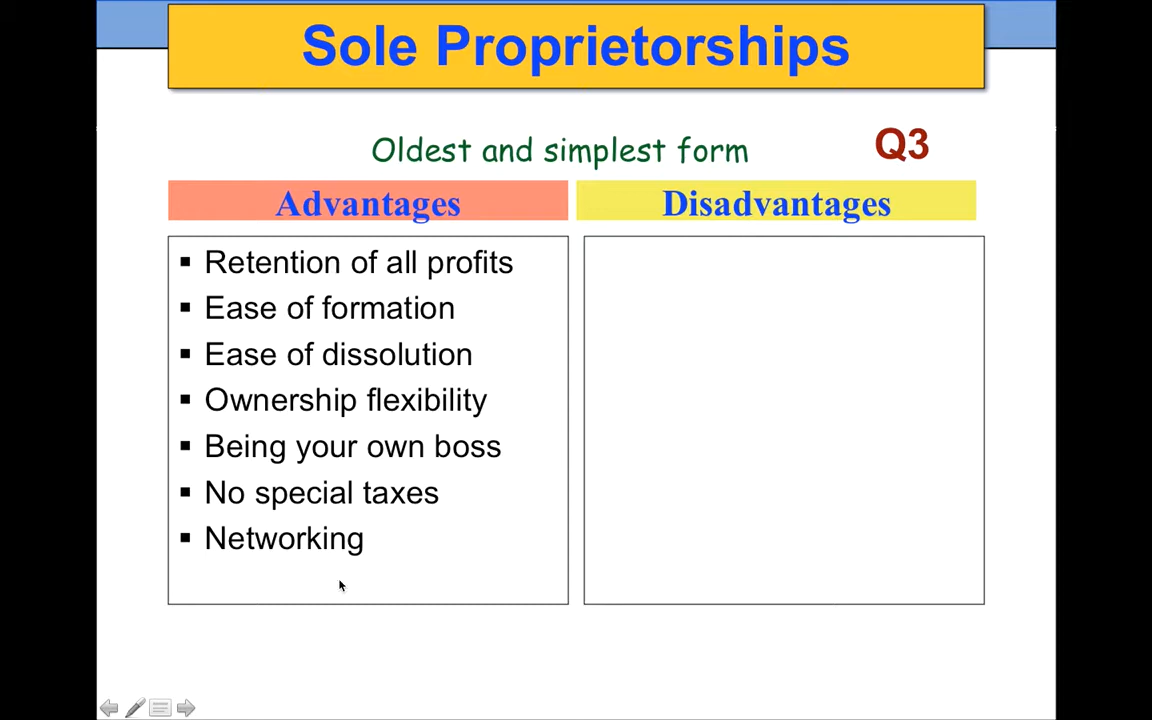 Sole Proprietorships
Oldest and simplest form
Q3
Advantages
Disadvantages
▪ Retention of all profits
▪ Ease of formation
▪ Ease of dissolution
▪ Ownership flexibility
▪ Being your own boss
▪ No special taxes
▪ Networking